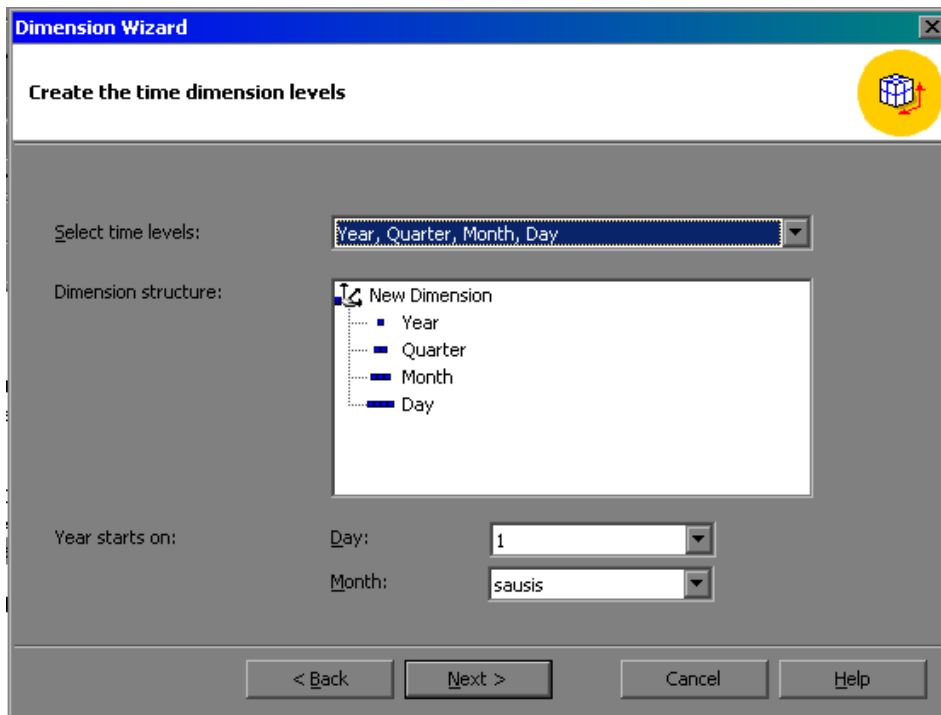 Dimension Wizard
Create the time dimension levels
Select time levels: Year, Quarter, Month, Day
Dimension structure: New Dimension
Year
Quarter
Month
Day
Year starts on: Day: 1
Month: sausis
< Back Next > Cancel Help